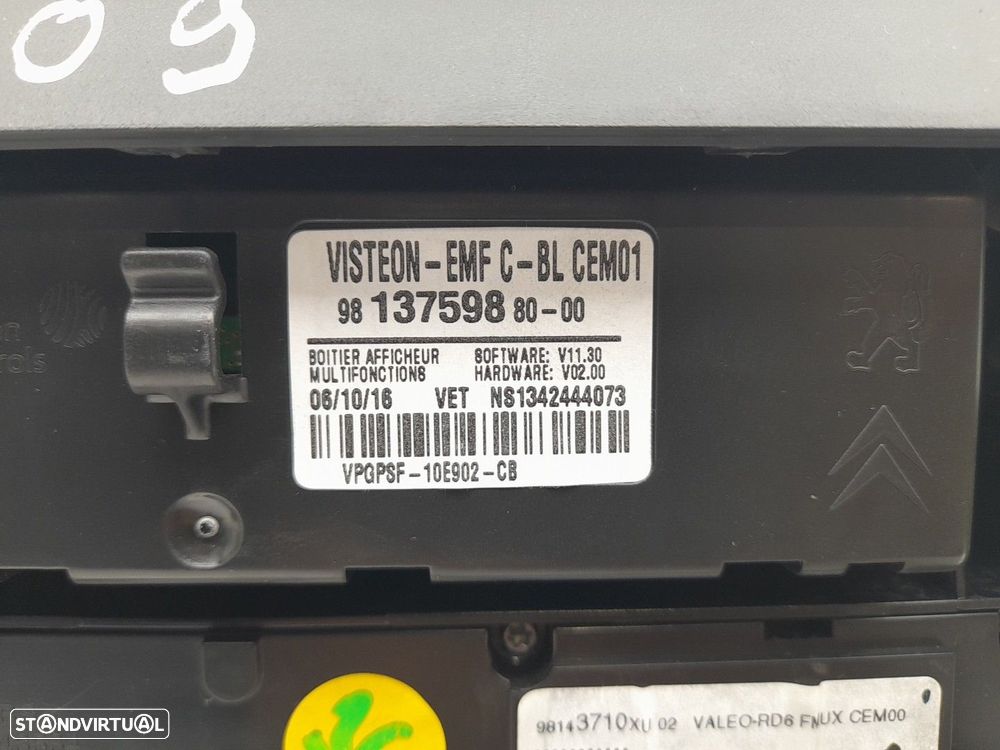 09
VISTEON-EMF C-BL CEM01
98 137598 80-00
BOITIER AFFICHEUR SOFTWARE: V11.30
MULTIFONCTIONS HARDWARE: V02.00
06/10/16 VET NS1342444073
VPGPSF-10E902-CB
98143710XU 02 VALEO-RD6 FNUX CEM00
STANDVIRTUAL